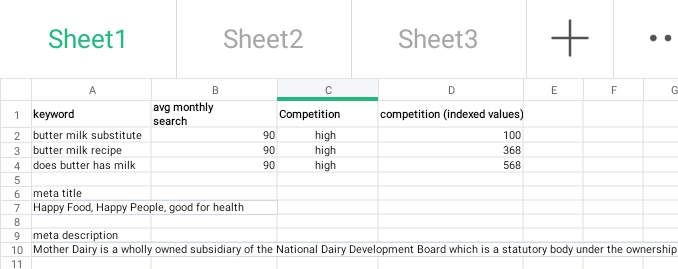 Sheet1 Sheet2 Sheet3
A B C D E F G
1 keyword avg monthly search Competition competition (indexed values)
2 butter milk substitute 90 high 100
3 butter milk recipe 90 high 368
4 does butter has milk 90 high 568
5
6 meta title
7 Happy Food, Happy People, good for health
8
9 meta description
10 Mother Dairy is a wholly owned subsidiary of the National Dairy Development Board which is a statutory body under the ownership
11